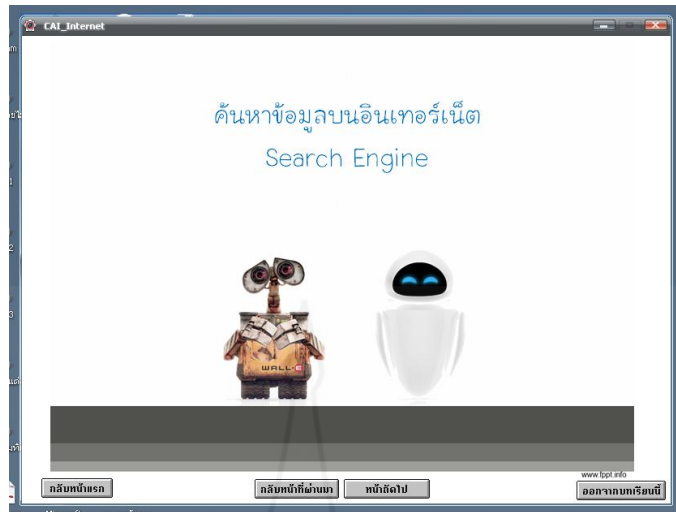 CAI_Internet
ค้นหาข้อมูลบนอินเทอร์เน็ต
Search Engine
WALL-E
www.fppt.info
กลับหน้าแรก
กลับหน้าที่ผ่านมา
หน้าถัดไป
ออกจากบทเรียนนี้